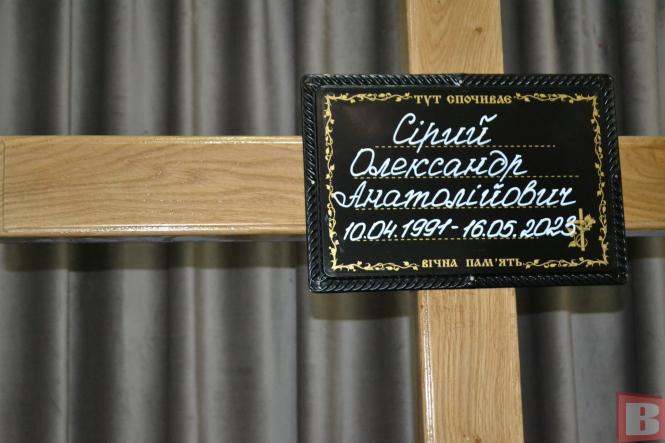 ТУТ СПОЧИВАЄ
Сірий
Олександр
Анатолійович
10.04.1991-16.05.2023
ВІЧНА ПАМ'ЯТЬ
В